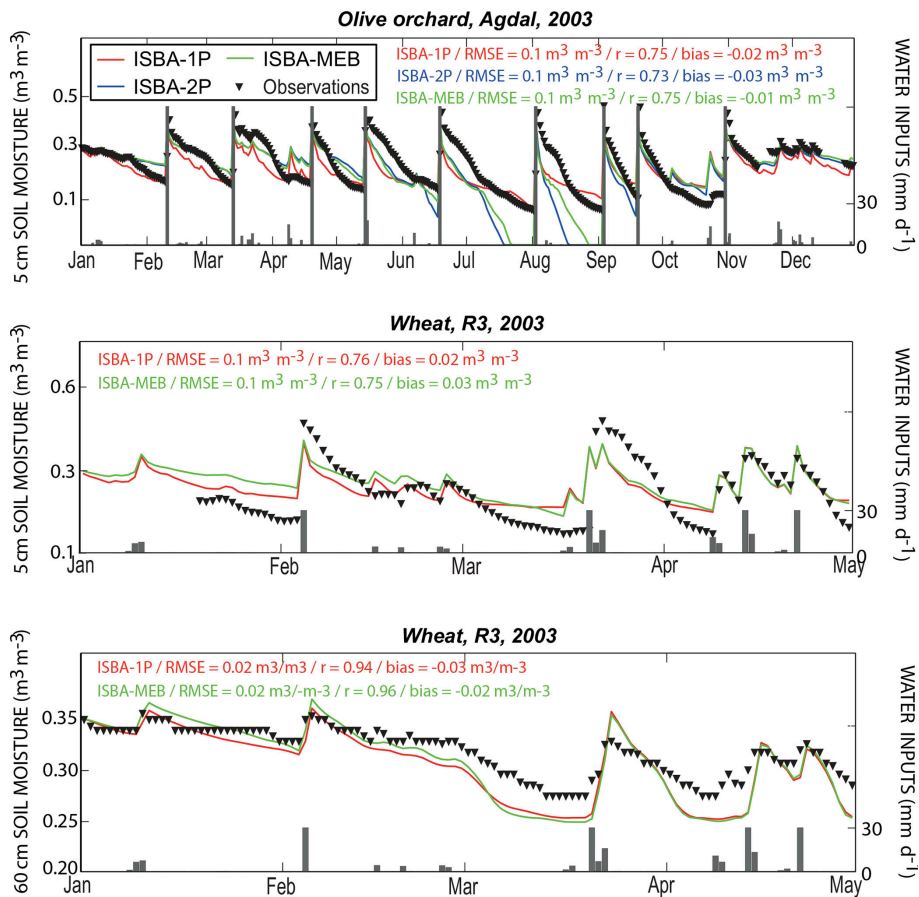 Olive orchard, Agdal, 2003
ISBA-1P ISBA-MEB
ISBA-2P Observations
ISBA-1P / RMSE = 0.1 m3 m-3 / r = 0.75 / bias = -0.02 m3 m-3
ISBA-2P / RMSE = 0.1 m3 m-3 / r = 0.73 / bias = -0.03 m3 m-3
ISBA-MEB / RMSE = 0.1 m3 m-3 / r = 0.75 / bias = -0.01 m3 m-3
5 cm SOIL MOISTURE (m3 m-3)
0.5
0.3
0.1
WATER INPUTS (mm d-1)
30
0
Jan Feb Mar Apr May Jun Jul Aug Sep Oct Nov Dec
Wheat, R3, 2003
ISBA-1P / RMSE = 0.1 m3 m-3 / r = 0.76 / bias = 0.02 m3 m-3
ISBA-MEB / RMSE = 0.1 m3 m-3 / r = 0.75 / bias = 0.03 m3 m-3
5cm SOIL MOISTURE (m3 m-3)
0.6
0.3
0.1
WATER INPUTS (mm d-1)
30
0
Jan Feb Mar Apr May
Wheat, R3, 2003
ISBA-1P / RMSE = 0.02 m3/m3 / r = 0.94 / bias = -0.03 m3/m-3
ISBA-MEB / RMSE = 0.02 m3/-m-3 / r = 0.96 / bias = -0.02 m3/m-3
60 cm SOIL MOISTURE (m3 m-3)
0.35
0.30
0.25
0.20
WATER INPUTS (mm d-1)
30
0
Jan Feb Mar Apr May